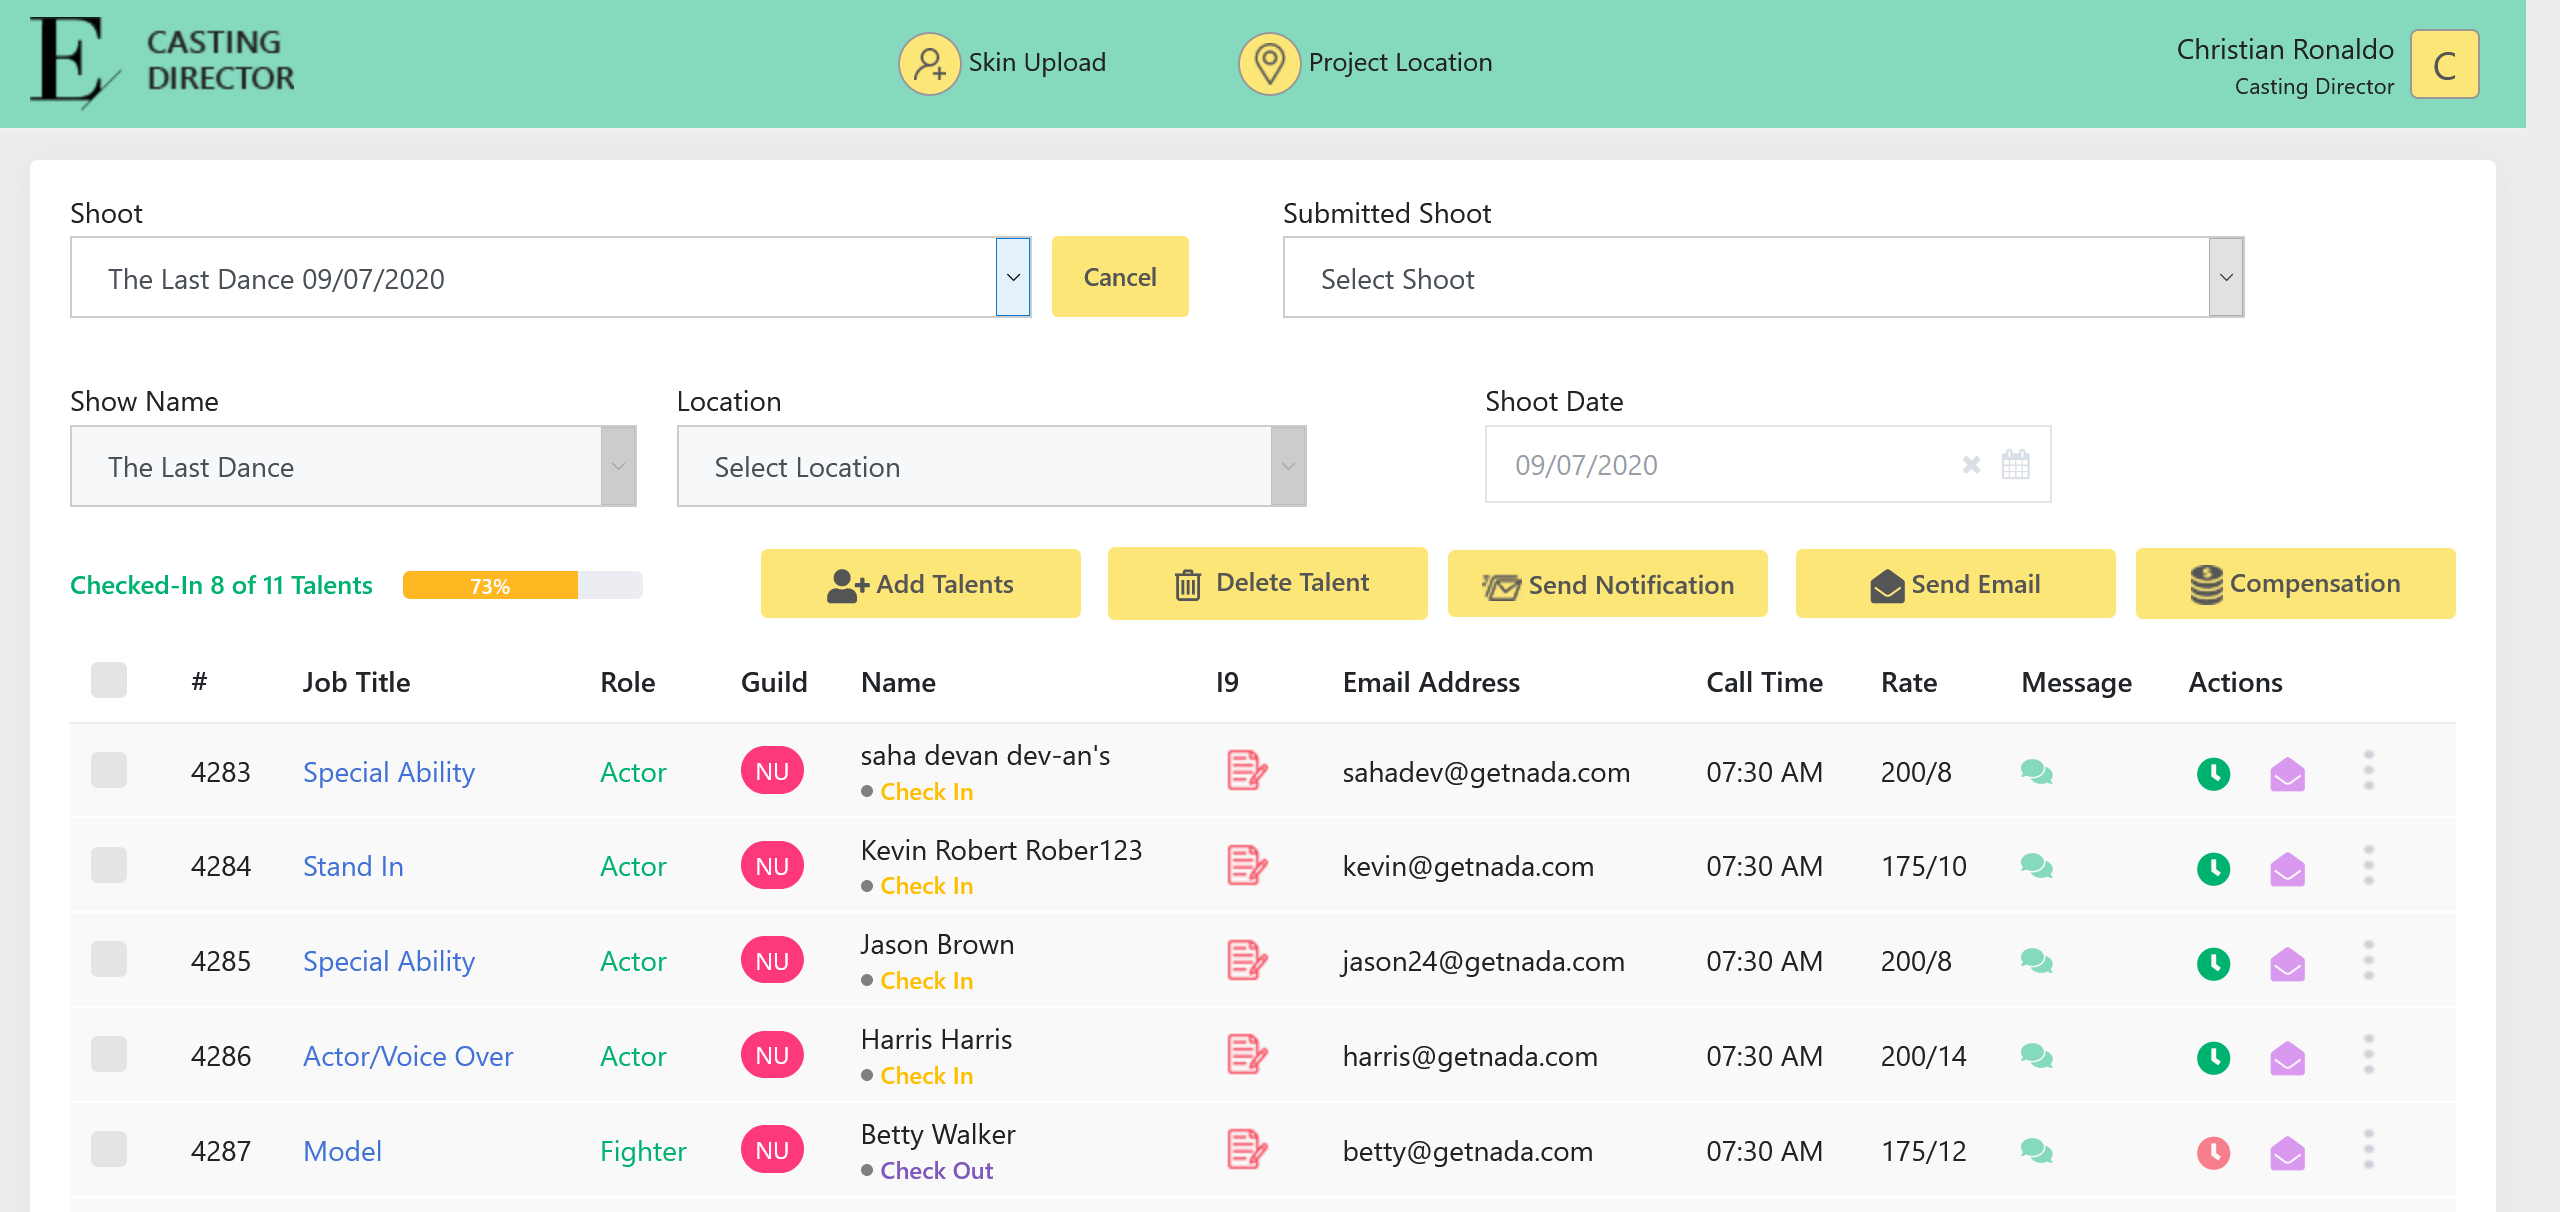 E CASTING
DIRECTOR
Skin Upload
Project Location
Christian Ronaldo
Casting Director
C
Shoot
Submitted Shoot
The Last Dance 09/07/2020
Cancel
Select Shoot
Show Name
Location
Shoot Date
The Last Dance
Select Location
09/07/2020
Checked-In 8 of 11 Talents
73%
Add Talents
Delete Talent
Send Notification
Send Email
Compensation
# Job Title Role Guild Name I9 Email Address Call Time Rate Message Actions
4283 Special Ability Actor NU saha devan dev-an's sahadev@getnada.com 07:30 AM 200/8
Check In
4284 Stand In Actor NU Kevin Robert Rober123 kevin@getnada.com 07:30 AM 175/10
Check In
4285 Special Ability Actor NU Jason Brown jason24@getnada.com 07:30 AM 200/8
Check In
4286 Actor/Voice Over Actor NU Harris Harris harris@getnada.com 07:30 AM 200/14
Check In
4287 Model Fighter NU Betty Walker betty@getnada.com 07:30 AM 175/12
Check Out